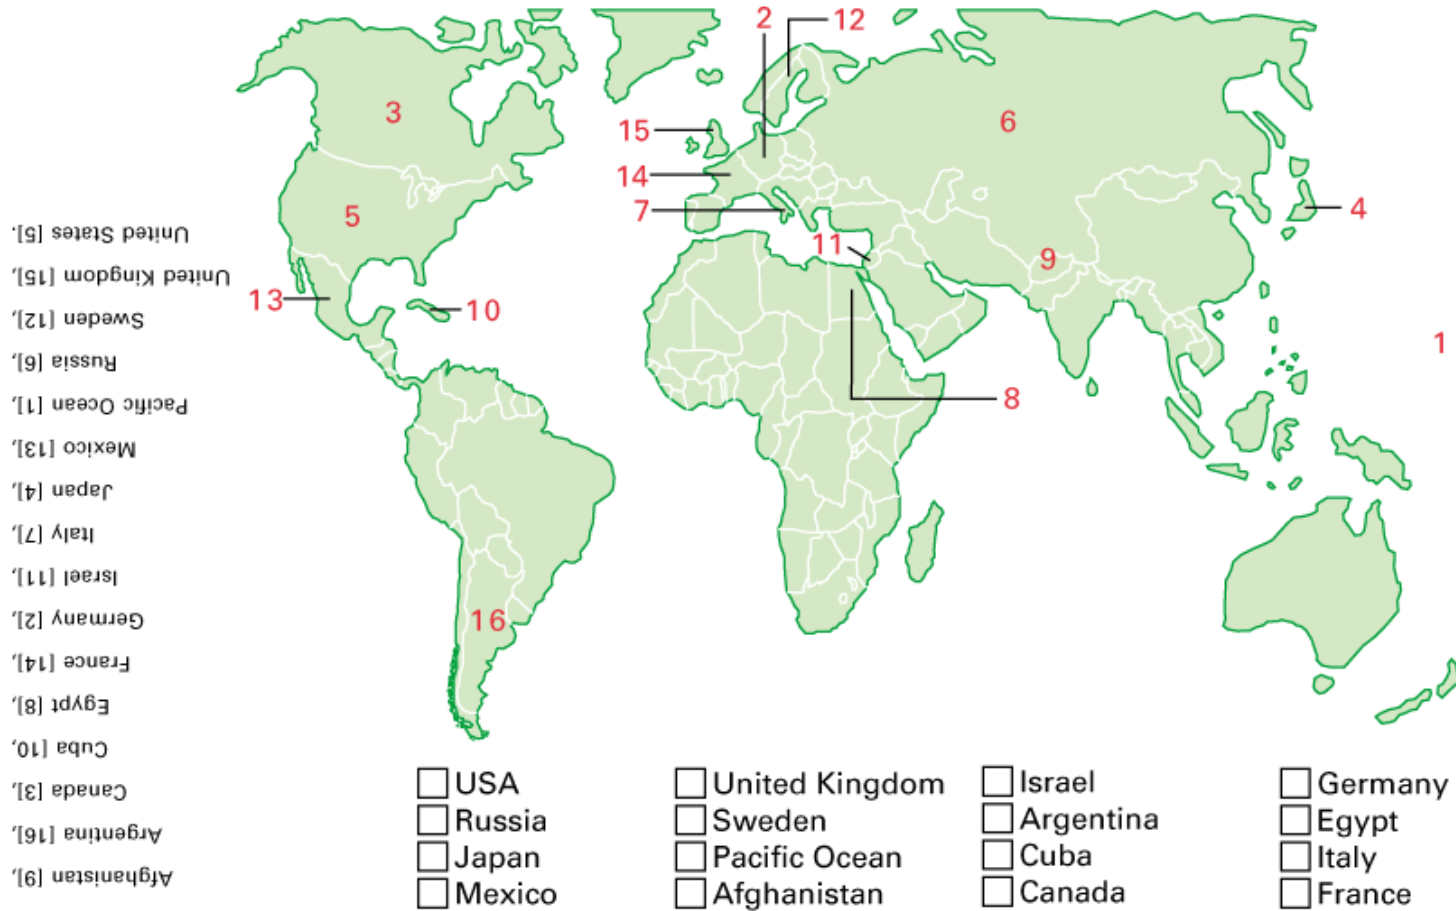 2
12
3
15
6
14
7
4
5
11
9
13
10
1
8
16
Afghanistan [9],
Argentina [16],
Canada [3],
Cuba [10,
Egypt [8],
France [14],
Germany [2],
Israel [11],
Italy [7],
Japan [4],
Mexico [13],
Pacific Ocean [1],
Russia [6],
Sweden [12],
United Kingdom [15],
United States [5].
USA
Russia
Japan
Mexico
United Kingdom
Sweden
Pacific Ocean
Afghanistan
Israel
Argentina
Cuba
Canada
Germany
Egypt
Italy
France